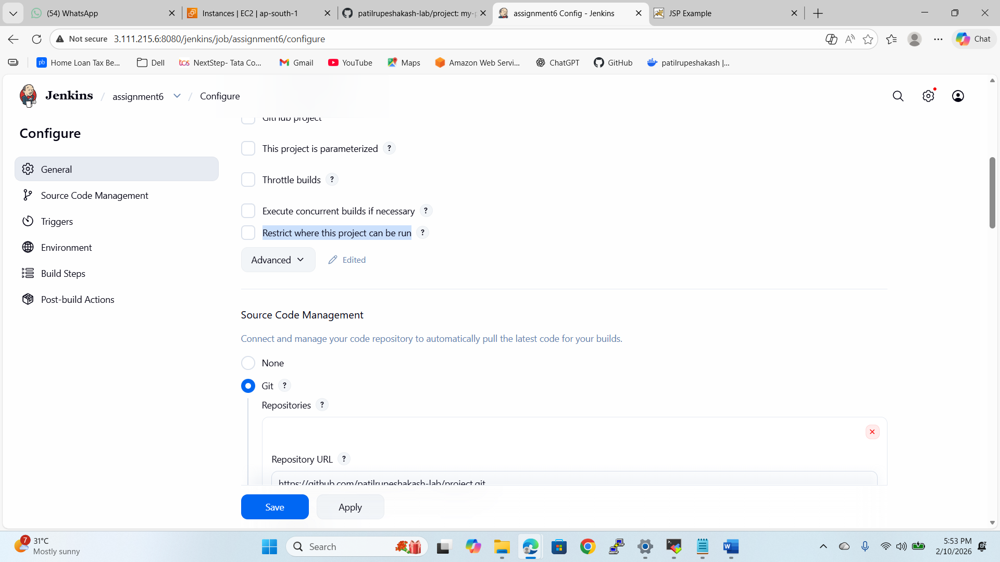 (54) WhatsApp
Instances | EC2 | ap-south-1
patilrupeshakash-lab/project: my-p
assignment6 Config - Jenkins
JSP Example
Not secure
3.111.215.6:8080/jenkins/job/assignment6/configure
Chat
pb Home Loan Tax Be...
Dell
tcs NextStep- Tata Co...
Gmail
YouTube
Maps
Amazon Web Servi...
ChatGPT
GitHub
patilrupeshakash |...
Jenkins / assignment6 / Configure
Configure
General
Source Code Management
Triggers
Environment
Build Steps
Post-build Actions
GitHub project
This project is parameterized ?
Throttle builds ?
Execute concurrent builds if necessary ?
Restrict where this project can be run ?
Advanced
Edited
Source Code Management
Connect and manage your code repository to automatically pull the latest code for your builds.
None
Git ?
Repositories ?
Repository URL ?
https://github.com/patilrupeshakash-lab/project.git
Save
Apply
7
31°C
Mostly sunny
Search
5:53 PM
2/10/2026